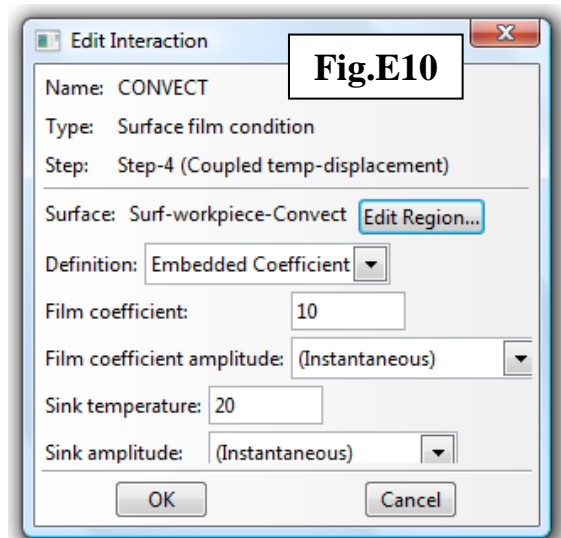 Edit Interaction
Fig.E10
Name: CONVECT
Type: Surface film condition
Step: Step-4 (Coupled temp-displacement)
Surface: Surf-workpiece-Convect Edit Region...
Definition: Embedded Coefficient
Film coefficient: 10
Film coefficient amplitude: (Instantaneous)
Sink temperature: 20
Sink amplitude: (Instantaneous)
OK Cancel